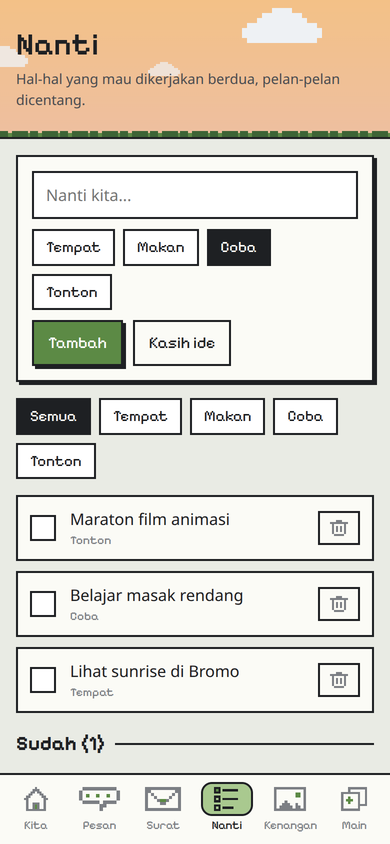 Nanti
Hal-hal yang mau dikerjakan berdua, pelan-pelan
dicentang.
Nanti kita...
Tempat Makan Coba
Tonton
Tambah Kasih ide
Semua Tempat Makan Coba
Tonton
Maraton film animasi
Tonton
Belajar masak rendang
Coba
Lihat sunrise di Bromo
Tempat
Sudah (1)
Kita Pesan Surat Nanti Kenangan Main